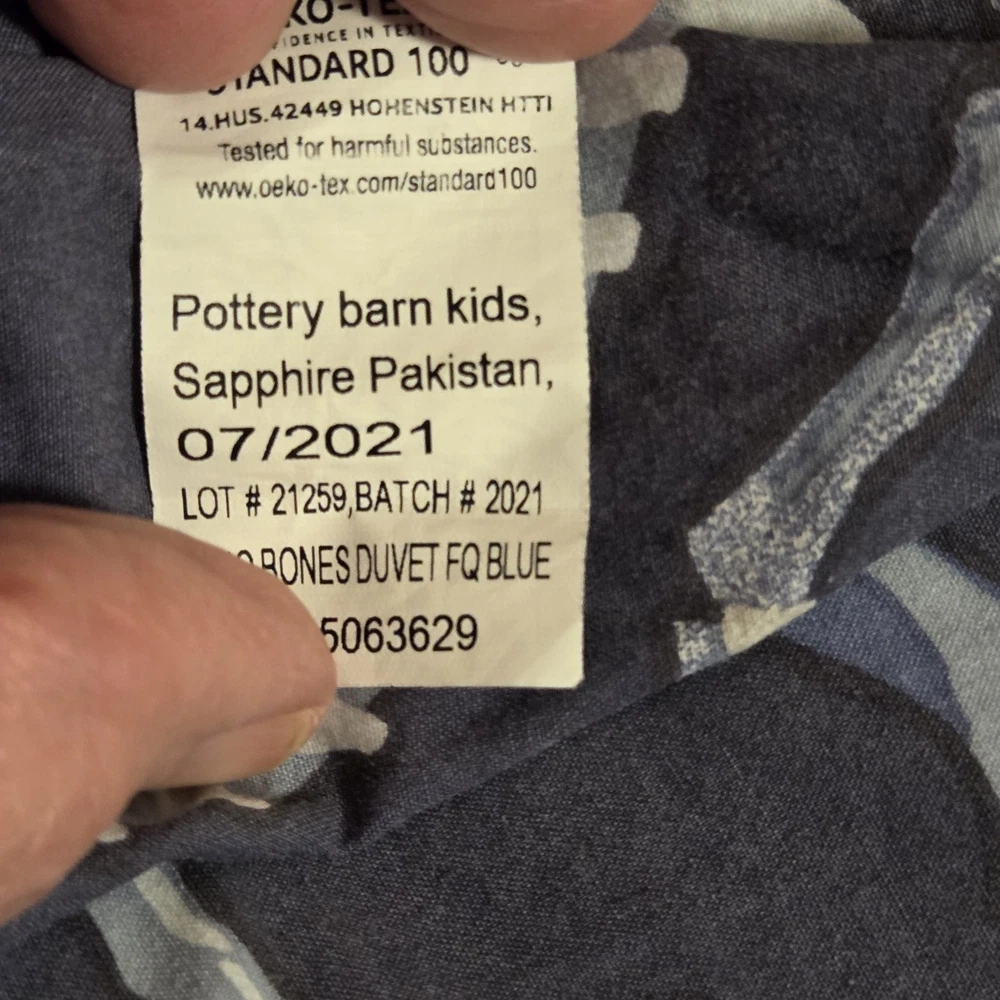 STANDARD 100
14.HUS.42449 HOHENSTEIN HTTI
Tested for harmful substances.
www.oeko-tex.com/standard100
Pottery barn kids,
Sapphire Pakistan,
07/2021
LOT # 21259,BATCH # 2021
BONES DUVET FQ BLUE
5063629